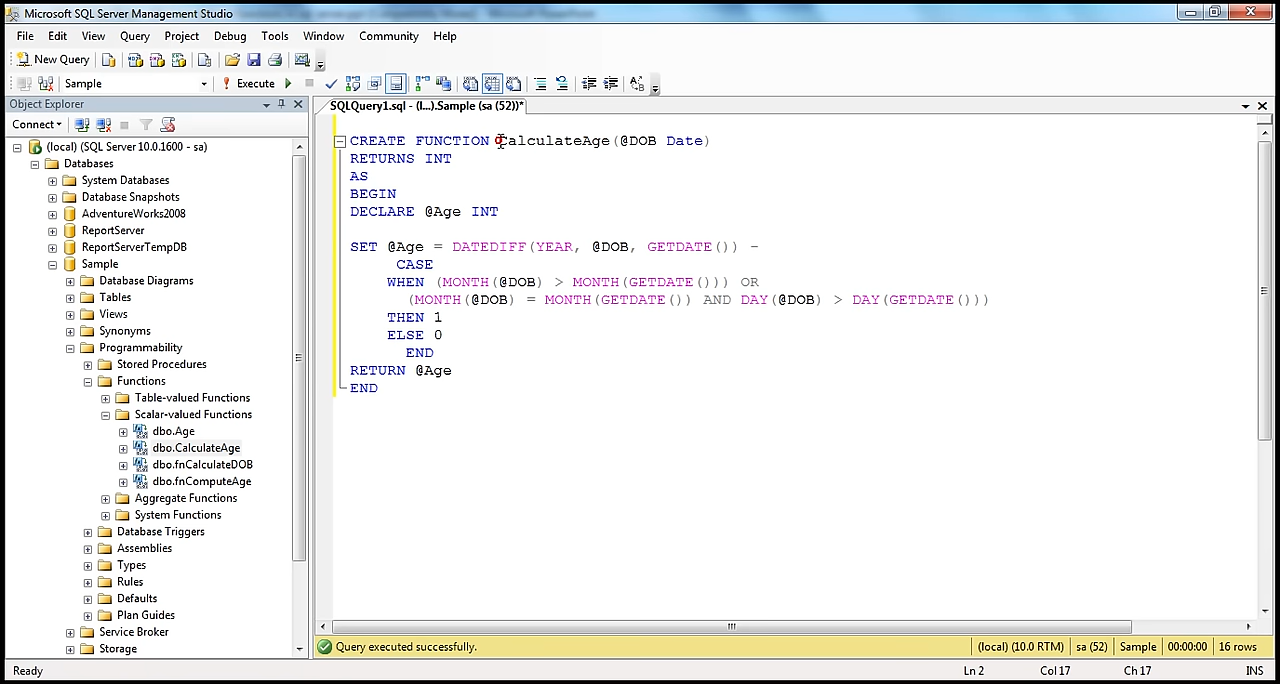 Microsoft SQL Server Management Studio
File Edit View Query Project Debug Tools Window Community Help
New Query
Sample Execute
Object Explorer
Connect
(local) (SQL Server 10.0.1600 - sa)
Databases
System Databases
Database Snapshots
AdventureWorks2008
ReportServer
ReportServerTempDB
Sample
Database Diagrams
Tables
Views
Synonyms
Programmability
Stored Procedures
Functions
Table-valued Functions
Scalar-valued Functions
dbo.Age
dbo.CalculateAge
dbo.fnCalculateDOB
dbo.fnComputeAge
Aggregate Functions
System Functions
Database Triggers
Assemblies
Types
Rules
Defaults
Plan Guides
Service Broker
Storage
SQLQuery1.sql - (l...).Sample (sa (52))*
CREATE FUNCTION CalculateAge(@DOB Date)
RETURNS INT
AS
BEGIN
DECLARE @Age INT
SET @Age = DATEDIFF(YEAR, @DOB, GETDATE()) -
CASE
WHEN (MONTH(@DOB) > MONTH(GETDATE())) OR
(MONTH(@DOB) = MONTH(GETDATE()) AND DAY(@DOB) > DAY(GETDATE()))
THEN 1
ELSE 0
END
RETURN @Age
END
Query executed successfully. (local) (10.0 RTM) sa (52) Sample 00:00:00 16 rows
Ready Ln 2 Col 17 Ch 17 INS